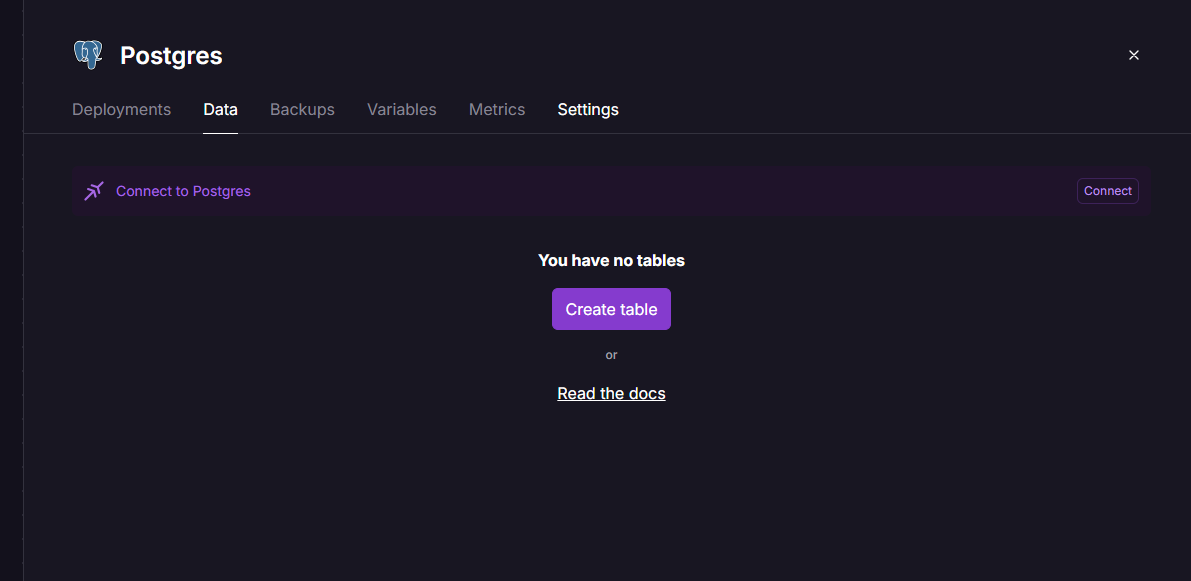 Postgres
Deployments Data Backups Variables Metrics Settings
Connect to Postgres Connect
You have no tables
Create table
or
Read the docs